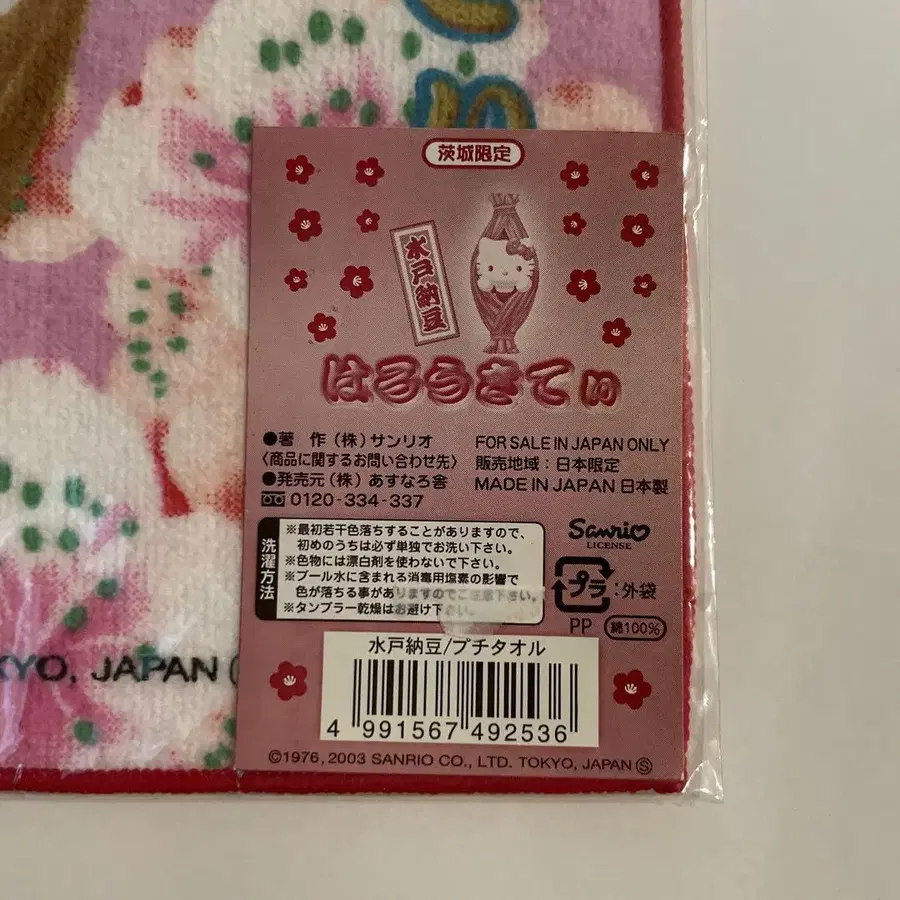 茨城限定
水戸納豆
はろうきてぃ
●著 作 (株) サンリオ
〈商品に関するお問い合わせ先〉
●発売元 (株) あすなろ舎
0120-334-337
FOR SALE IN JAPAN ONLY
販売地域：日本限定
MADE IN JAPAN 日本製
洗濯方法
※最初若干色落ちすることがありますので、
初めのうちは必ず単独でお洗い下さい。
※色物には漂白剤を使わないで下さい。
※プール水に含まれる消毒用塩素の影響で
色が落ちる事がありますのでご注意下さい。
※タンブラー乾燥はお避け下さい。
Sanrio
LICENSE
プラ：外袋
PP 綿100%
水戸納豆/プチタオル
4 991567 492536
©1976, 2003 SANRIO CO., LTD. TOKYO, JAPAN Ⓢ
KYO, JAPAN